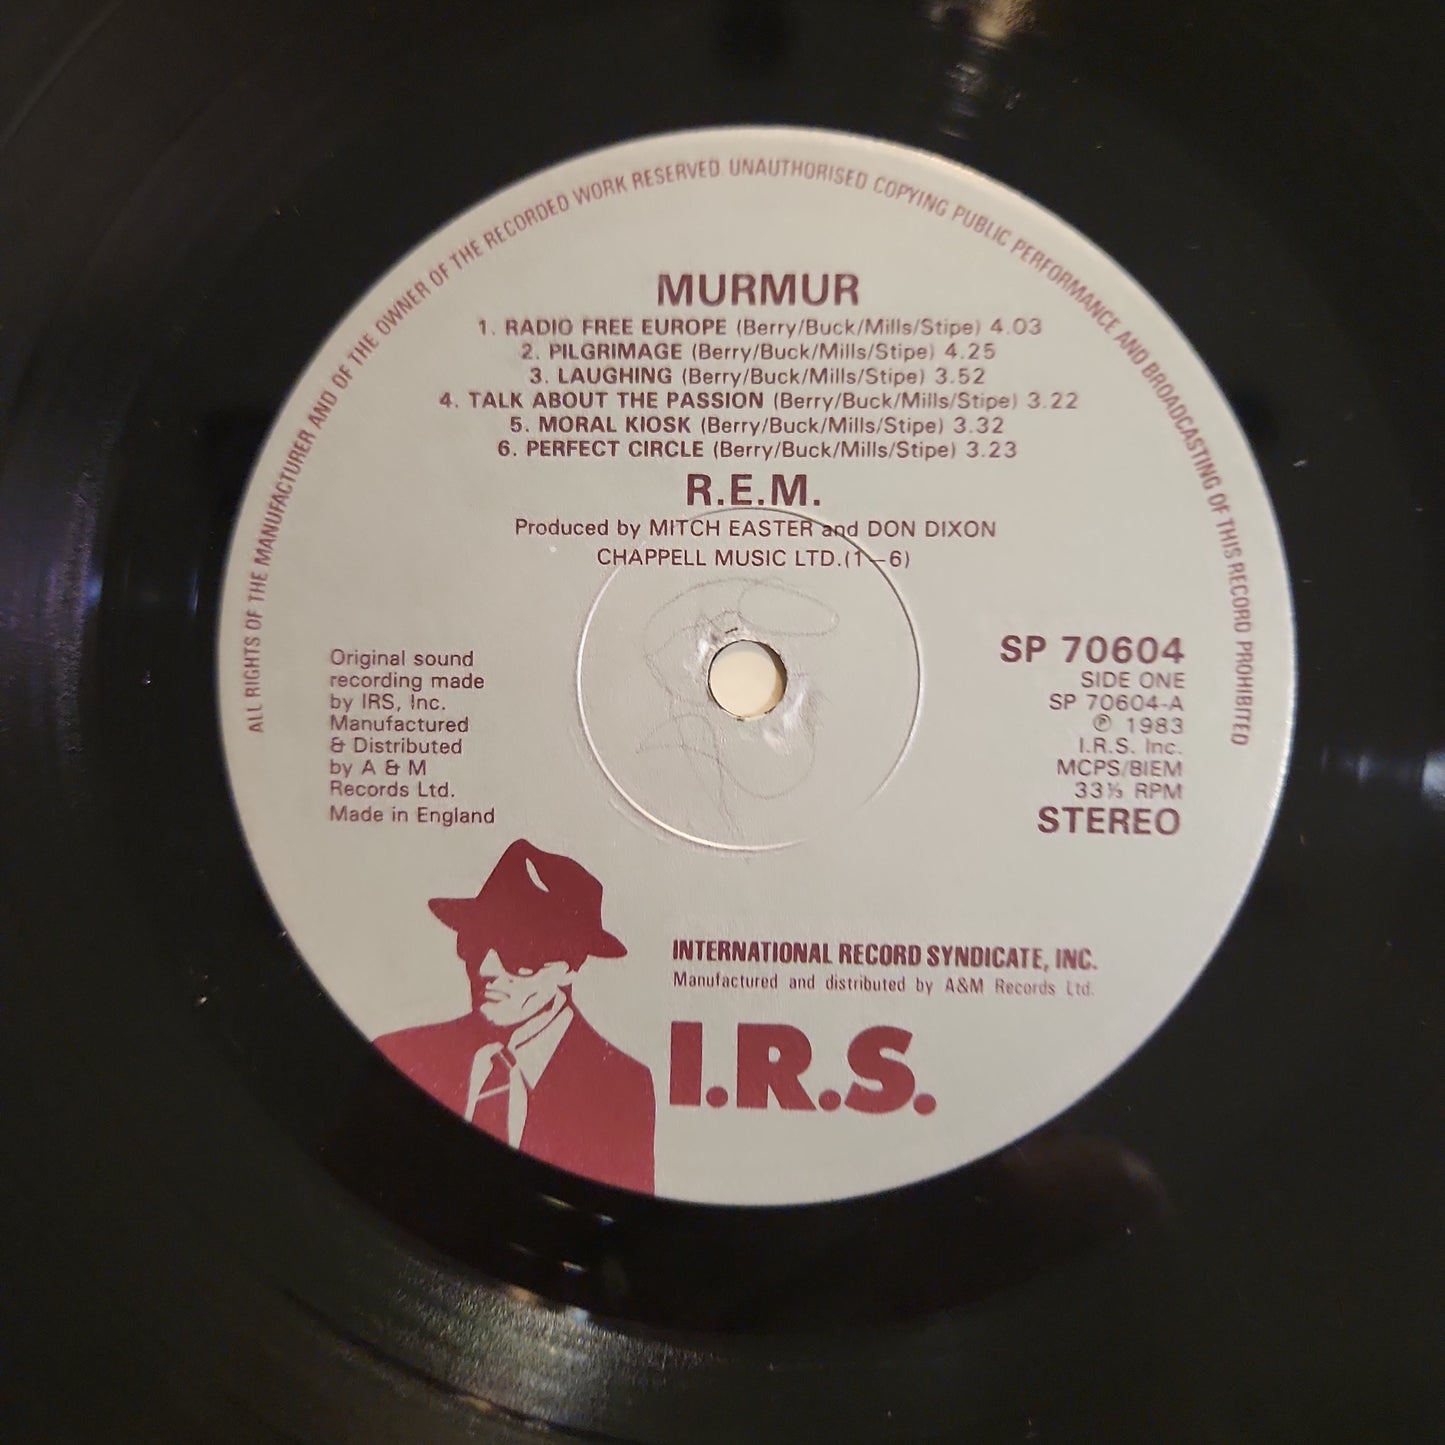 ALL RIGHTS OF THE MANUFACTURER AND OF THE OWNER OF THE RECORDED WORK RESERVED. UNAUTHORISED COPYING PUBLIC PERFORMANCE AND BROADCASTING OF THIS RECORD PROHIBITED
MURMUR
1. RADIO FREE EUROPE (Berry/Buck/Mills/Stipe) 4.03
2. PILGRIMAGE (Berry/Buck/Mills/Stipe) 4.25
3. LAUGHING (Berry/Buck/Mills/Stipe) 3.52
4. TALK ABOUT THE PASSION (Berry/Buck/Mills/Stipe) 3.22
5. MORAL KIOSK (Berry/Buck/Mills/Stipe) 3.32
6. PERFECT CIRCLE (Berry/Buck/Mills/Stipe) 3.23
R.E.M.
Produced by MITCH EASTER and DON DIXON
CHAPPELL MUSIC LTD.(1–6)
Original sound
recording made
by IRS, Inc.
Manufactured
& Distributed
by A & M
Records Ltd.
Made in England
SP 70604
SIDE ONE
SP 70604-A
℗ 1983
I.R.S. Inc.
MCPS/BIEM
33⅓ RPM
STEREO
INTERNATIONAL RECORD SYNDICATE, INC.
Manufactured and distributed by A&M Records Ltd.
I.R.S.